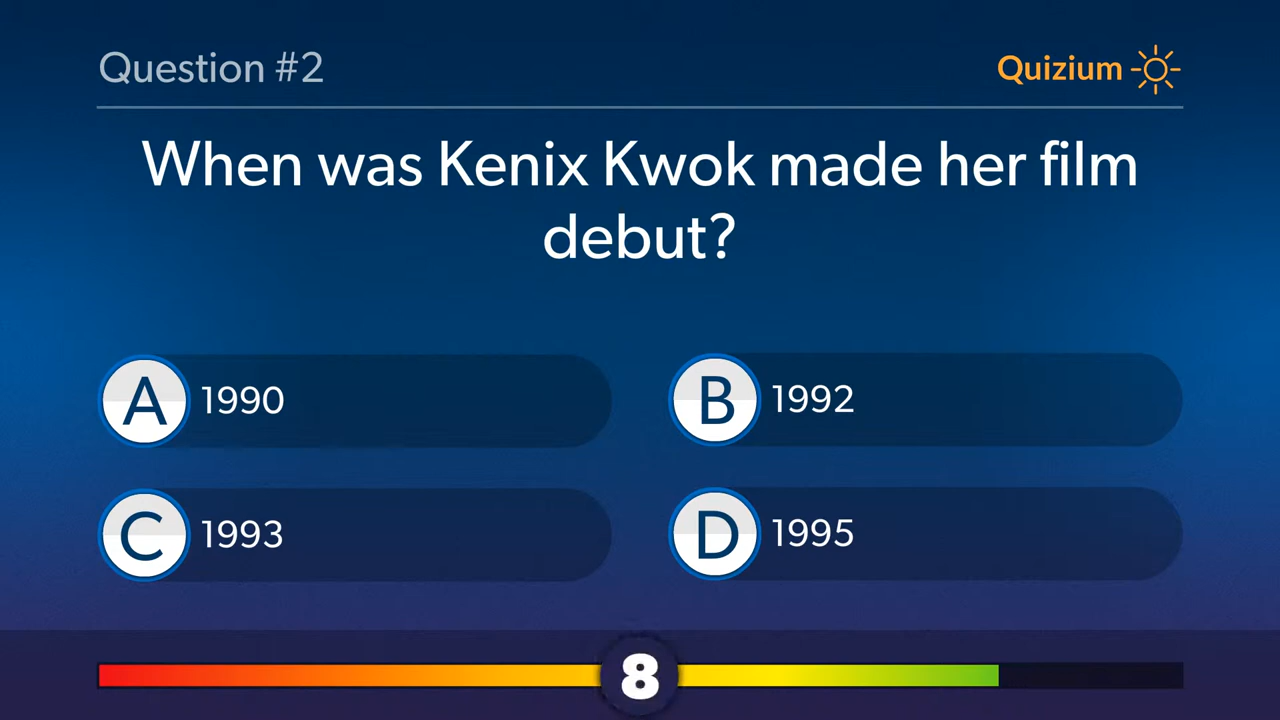 Question #2
Quizium
When was Kenix Kwok made her film
debut?
A 1990
B 1992
C 1993
D 1995
8